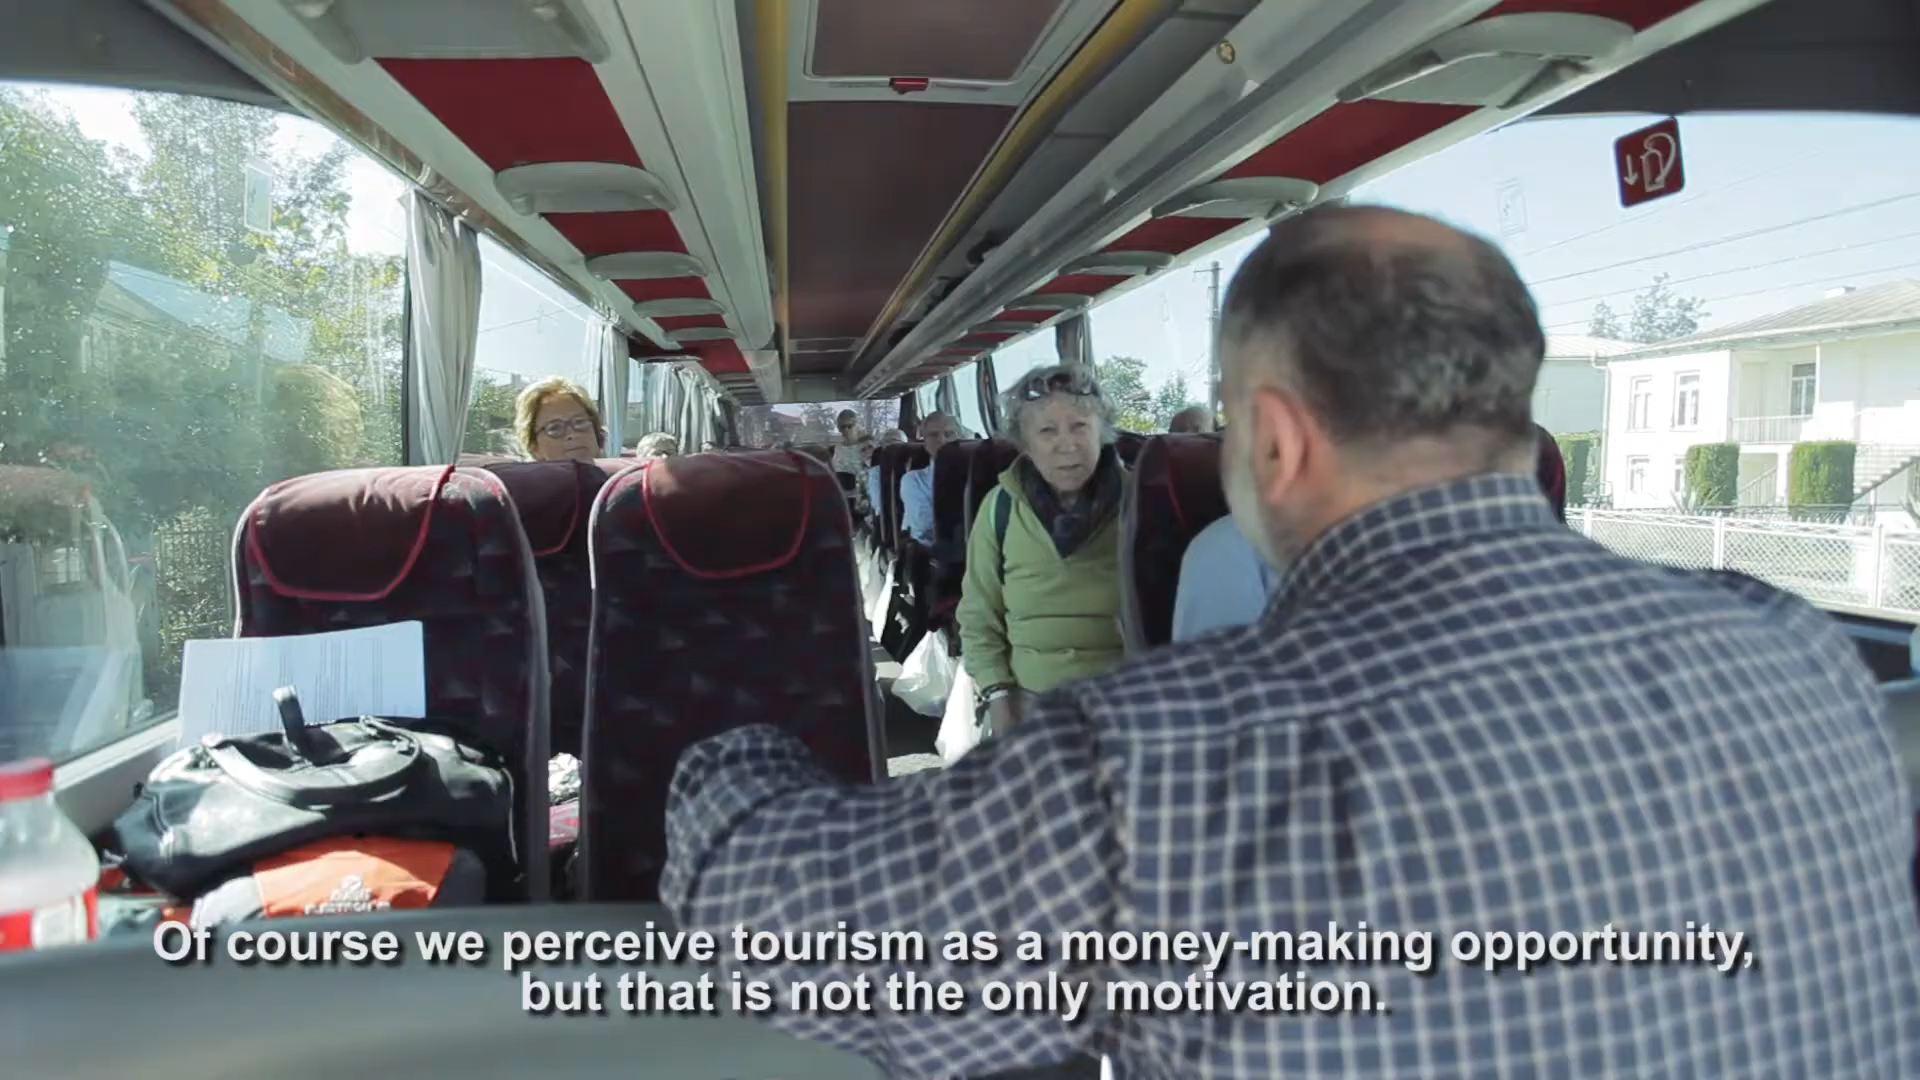 Of course we perceive tourism as a money-making opportunity,
but that is not the only motivation.